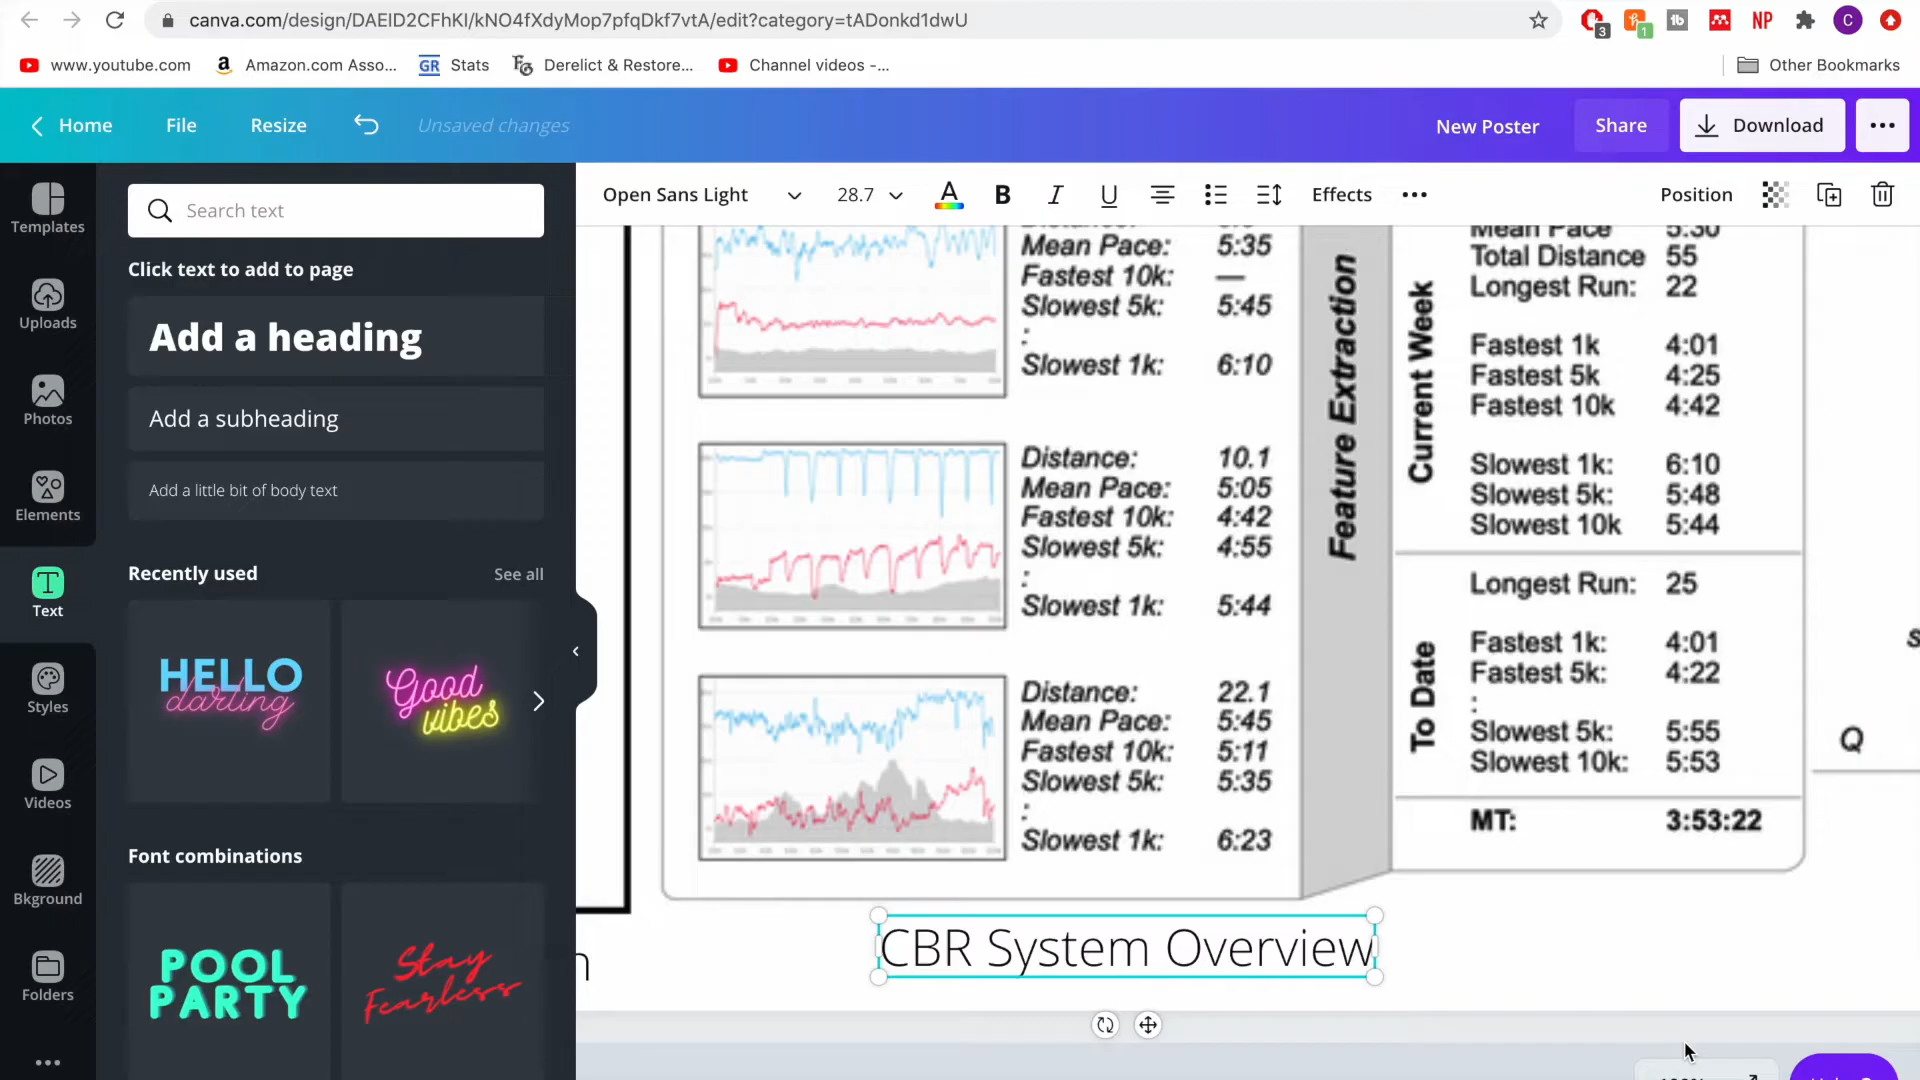 canva.com/design/DAEID2CFhKI/kNO4fXdyMop7pfqDkf7vtA/edit?category=tADonkd1dwU
3
1
NP
C
www.youtube.com
Amazon.com Asso...
GR Stats
Derelict & Restore...
Channel videos -...
Other Bookmarks
Home
File
Resize
Unsaved changes
New Poster
Share
Download
Templates
Uploads
Photos
Elements
Text
Styles
Videos
Bkground
Folders
Search text
Click text to add to page
Add a heading
Add a subheading
Add a little bit of body text
Recently used
See all
HELLO
darling
Good
vibes
Font combinations
POOL
PARTY
Stay
Fearless
Open Sans Light
28.7
A
B
I
U
Effects
Position
Mean Pace: 5:35
Fastest 10k: —
Slowest 5k: 5:45
:
Slowest 1k: 6:10
Distance: 10.1
Mean Pace: 5:05
Fastest 10k: 4:42
Slowest 5k: 4:55
:
Slowest 1k: 5:44
Distance: 22.1
Mean Pace: 5:45
Fastest 10k: 5:11
Slowest 5k: 5:35
:
Slowest 1k: 6:23
Feature Extraction
Current Week
Mean Pace 5:30
Total Distance 55
Longest Run: 22
Fastest 1k 4:01
Fastest 5k 4:25
Fastest 10k 4:42
Slowest 1k: 6:10
Slowest 5k: 5:48
Slowest 10k 5:44
To Date
Longest Run: 25
Fastest 1k: 4:01
Fastest 5k: 4:22
:
Slowest 5k: 5:55
Slowest 10k: 5:53
MT: 3:53:22
Q
n
CBR System Overview